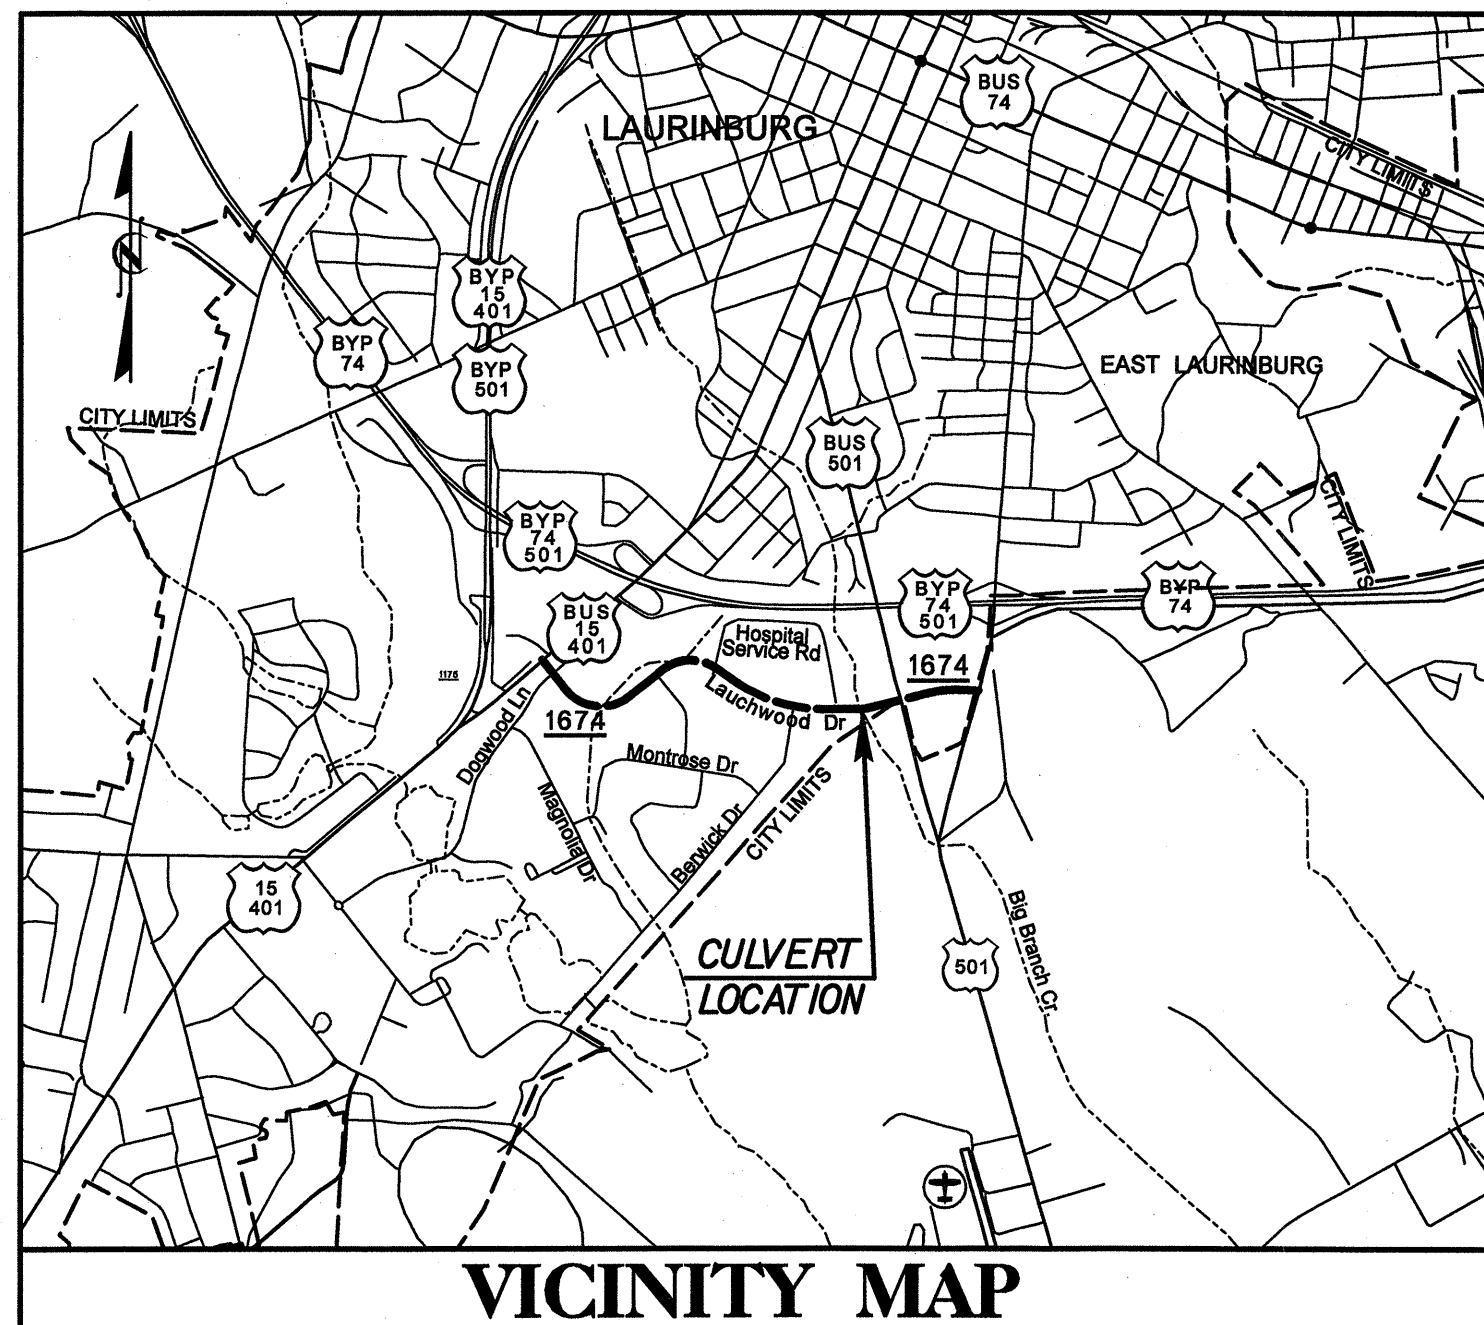 BUS
74
LAURINBURG
CITY LIMITS
N
BYP
15
401
BYP
74
BYP
501
EAST LAURINBURG
CITY LIMITS
BUS
501
CITY LIMITS
BYP
74
501
BYP
74
501
BYP
74
BUS
15
401
Hospital
Service Rd
1674
1175
Lauchwood Dr
Dogwood Ln
1674
Montrose Dr
Magnolia Dr
Berwick Dr
CITY LIMITS
15
401
Big Branch Cr
CULVERT
LOCATION
501
VICINITY MAP